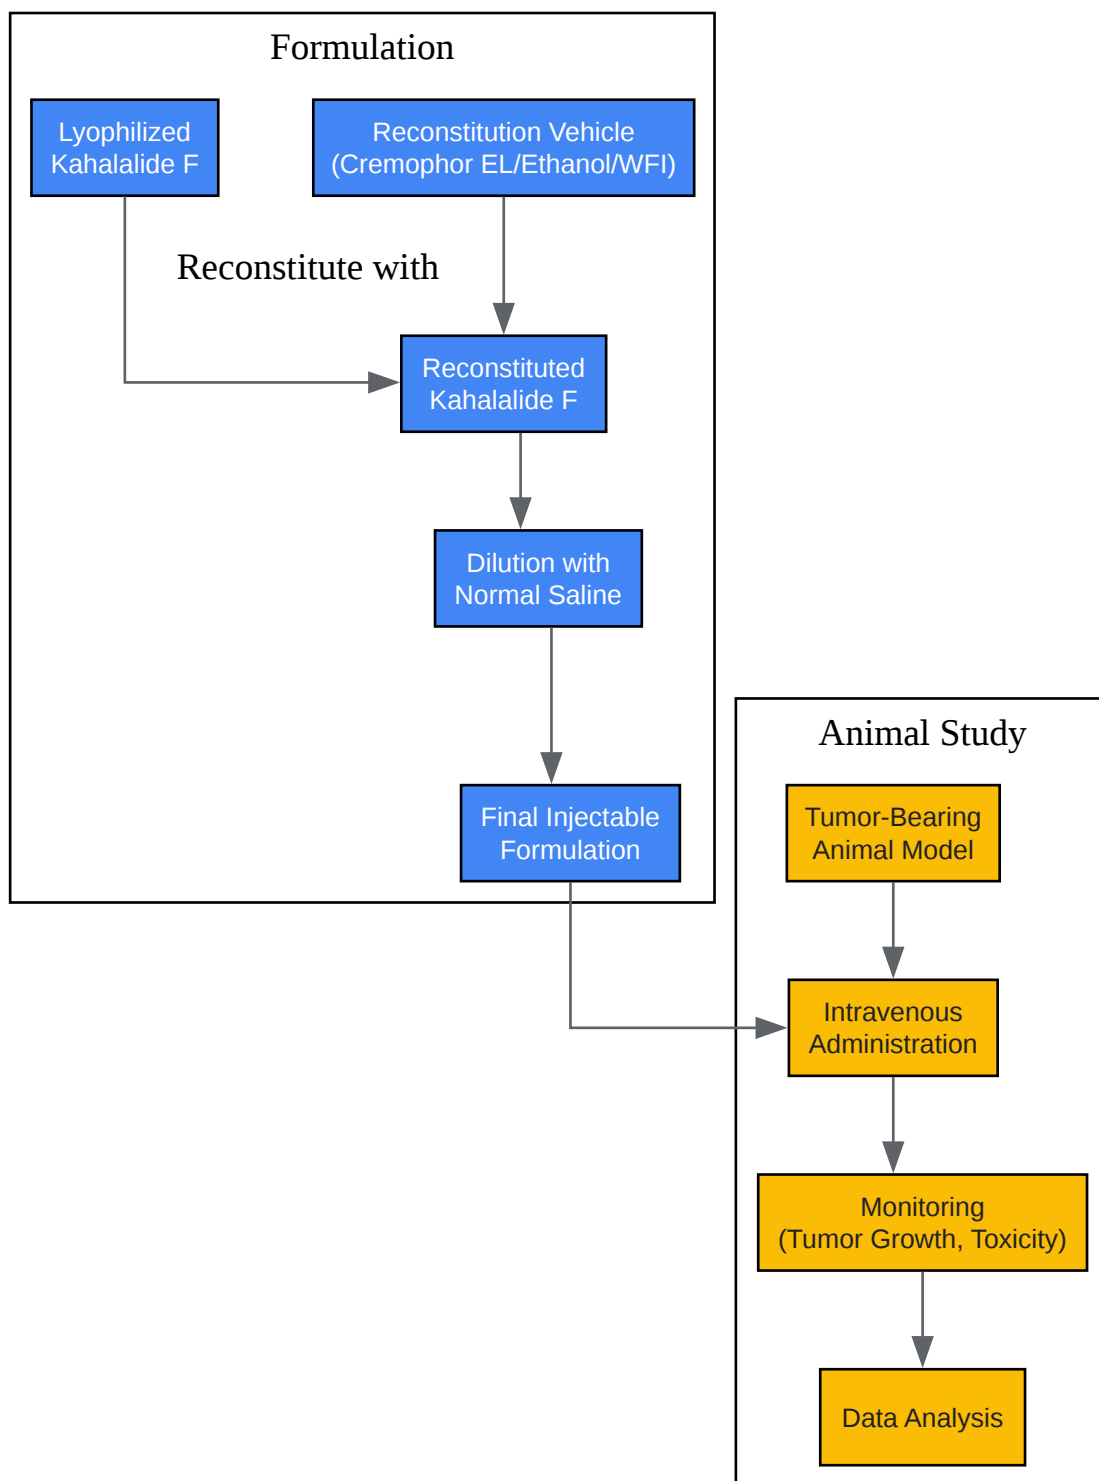 Formulation
Lyophilized
Kahalalide F
Reconstitution Vehicle
(Cremophor EL/Ethanol/WFI)
Reconstitute with
Reconstituted
Kahalalide F
Dilution with
Normal Saline
Final Injectable
Formulation
Animal Study
Tumor-Bearing
Animal Model
Intravenous
Administration
Monitoring
(Tumor Growth, Toxicity)
Data Analysis